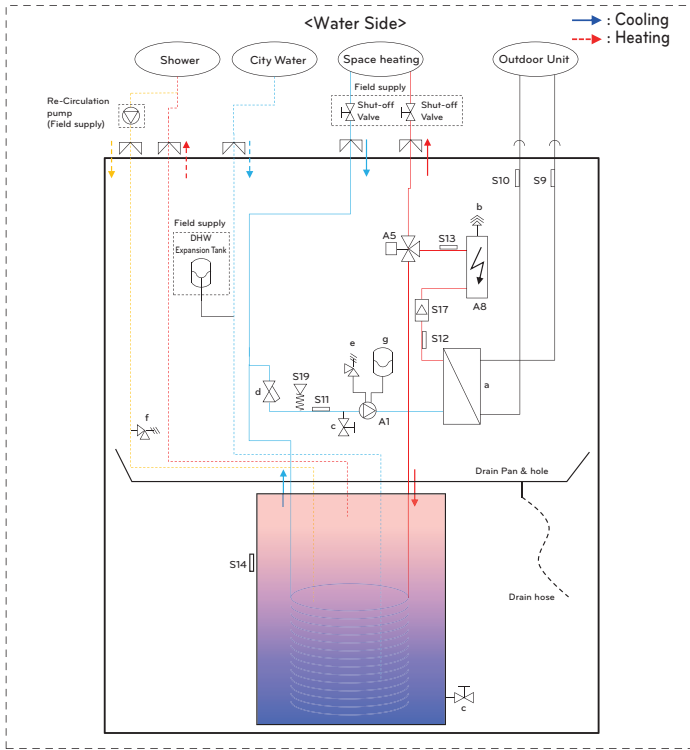 <Water Side>
: Cooling
: Heating
Shower
City Water
Space heating
Outdoor Unit
Field supply
Re-Circulation
pump
(Field supply)
Shut-off
Valve
Shut-off
Valve
S10
S9
b
Field supply
DHW
Expansion Tank
A5
S13
A8
S17
S12
e
g
S19
d
S11
a
c
A1
f
Drain Pan & hole
S14
Drain hose
c